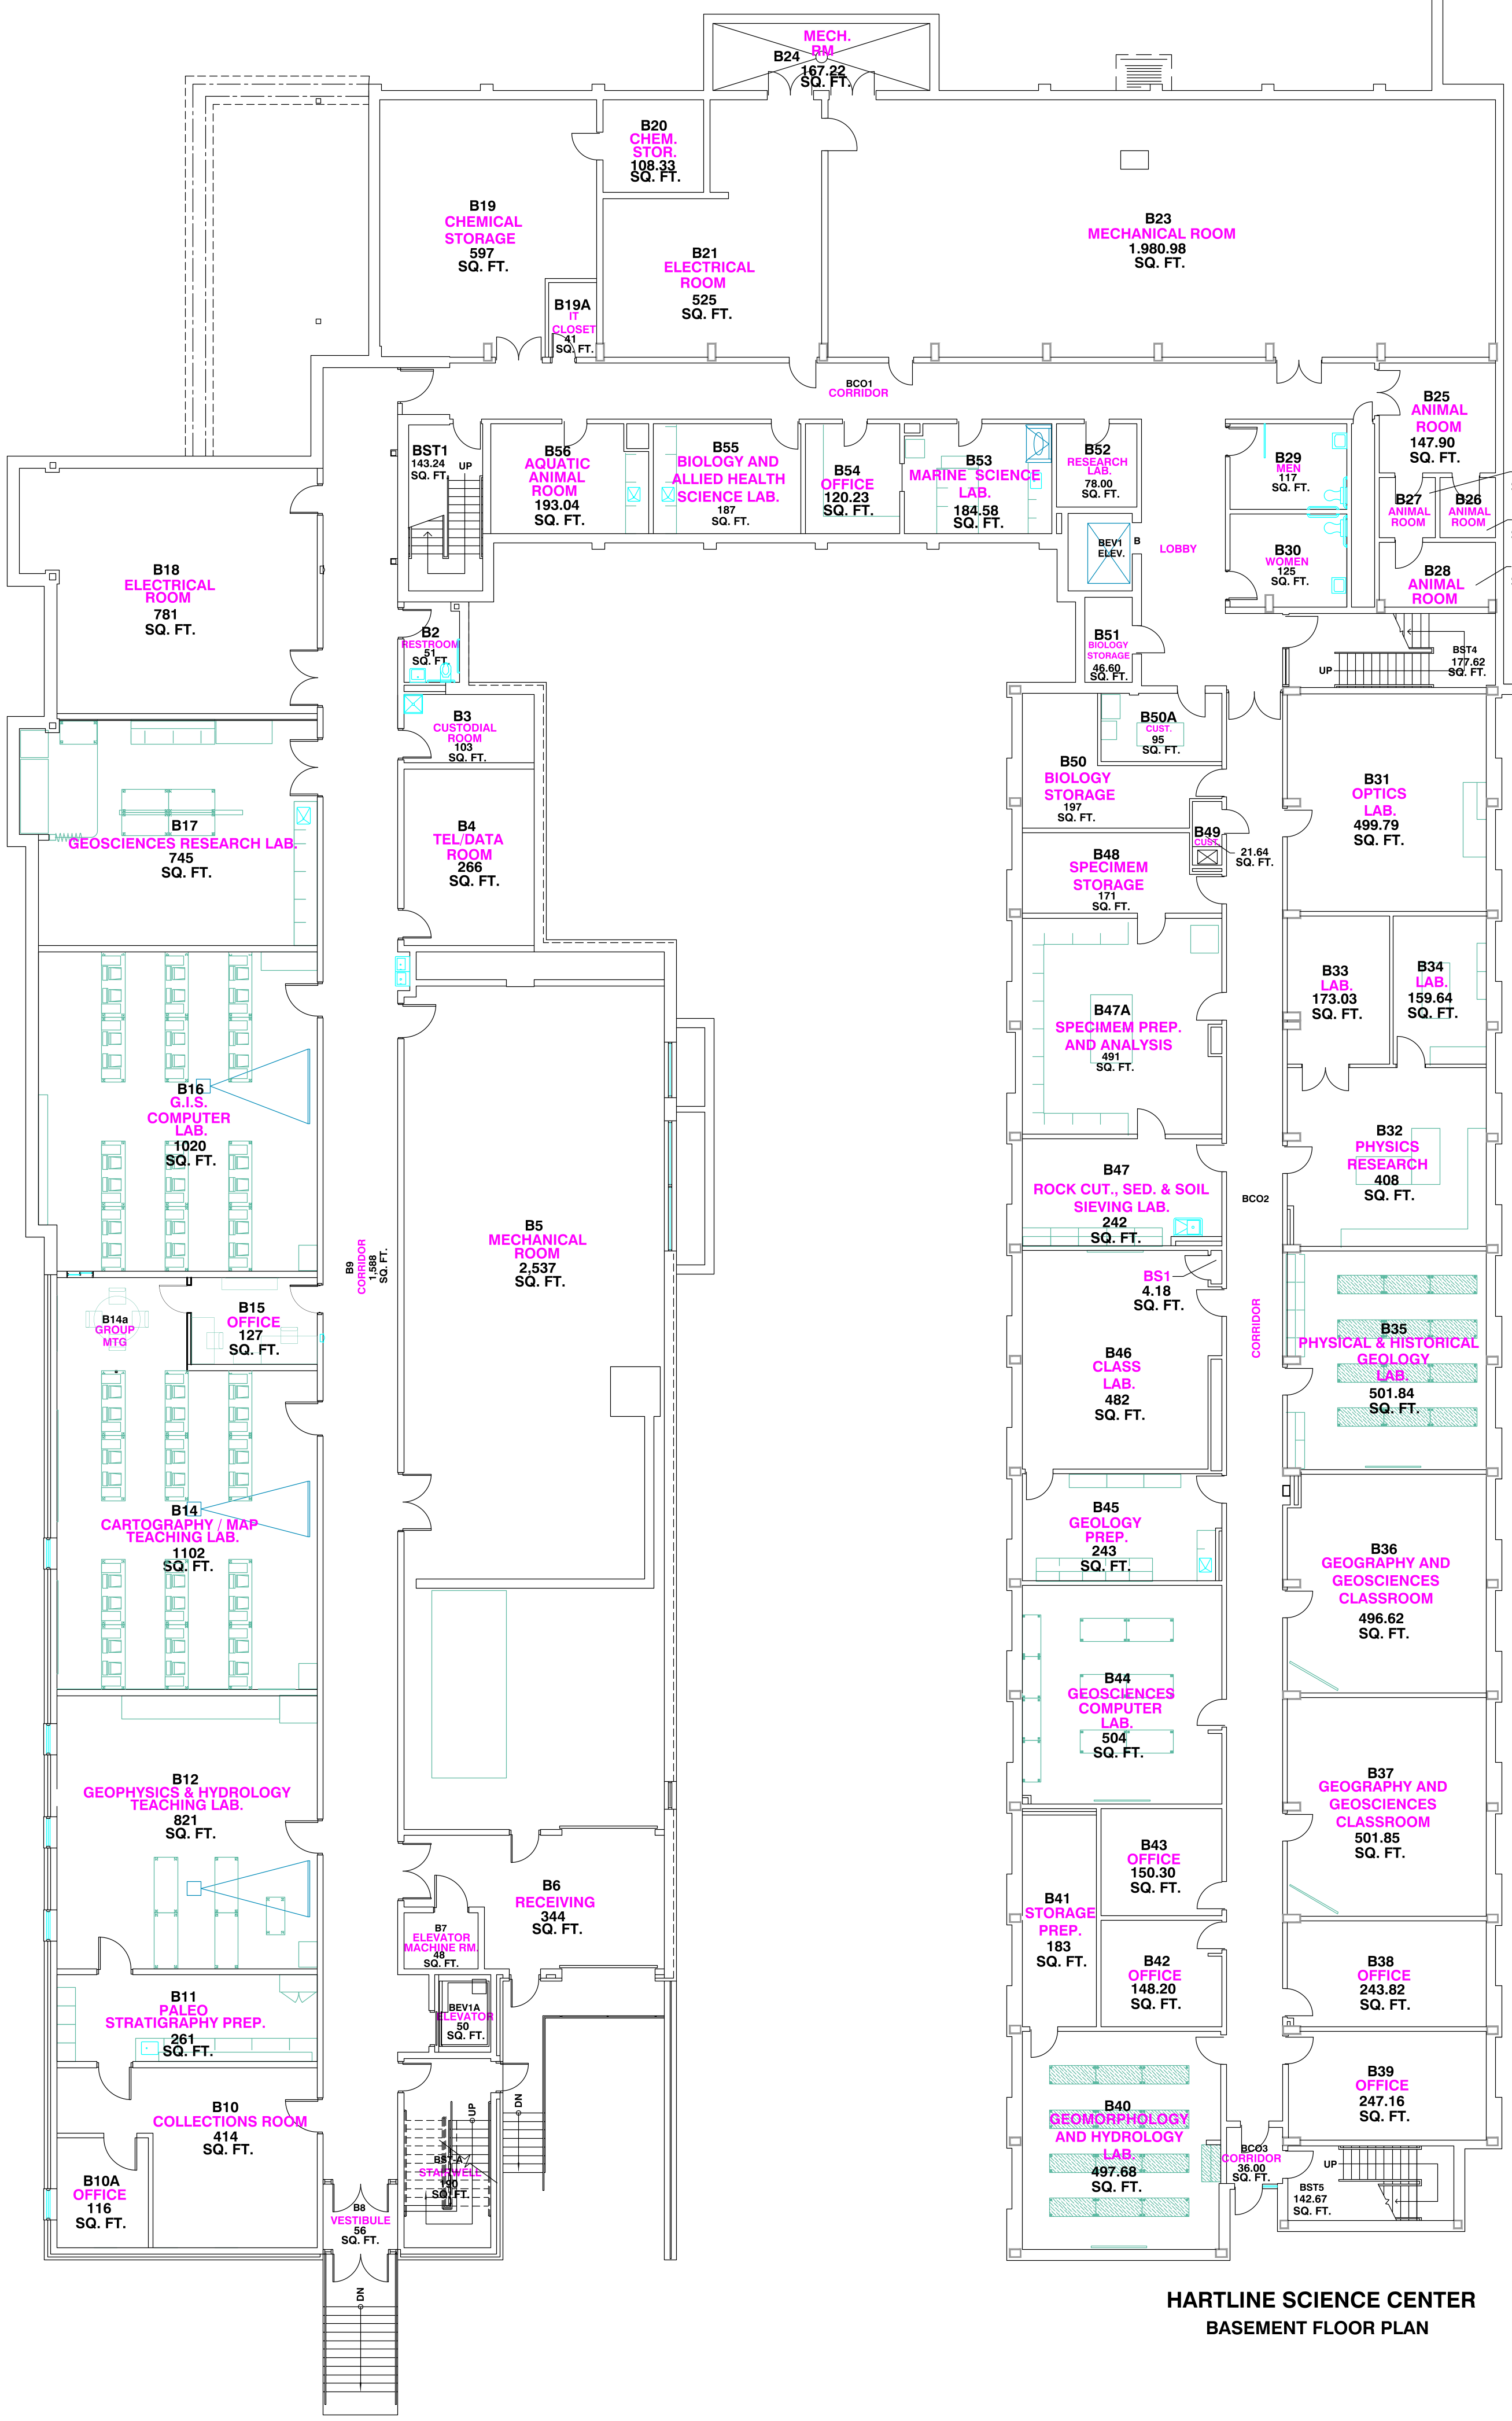 MECH.
RM
B24
167.22
SQ. FT.
B20
CHEM.
STOR.
108.33
SQ. FT.
B19
CHEMICAL
STORAGE
597
SQ. FT.
B19A
IT
CLOSET
41
SQ. FT.
B21
ELECTRICAL
ROOM
525
SQ. FT.
B23
MECHANICAL ROOM
1.980.98
SQ. FT.
BCO1
CORRIDOR
B25
ANIMAL
ROOM
147.90
SQ. FT.
BST1
143.24
SQ. FT.
UP
B56
AQUATIC
ANIMAL
ROOM
193.04
SQ. FT.
B55
BIOLOGY AND
ALLIED HEALTH
SCIENCE LAB.
187
SQ. FT.
B54
OFFICE
120.23
SQ. FT.
B53
MARINE SCIENCE
LAB.
184.58
SQ. FT.
B52
RESEARCH
LAB.
78.00
SQ. FT.
B29
MEN
117
SQ. FT.
B27
ANIMAL
ROOM
B26
ANIMAL
ROOM
BEV1
ELEV.
B
LOBBY
B30
WOMEN
125
SQ. FT.
B28
ANIMAL
ROOM
B18
ELECTRICAL
ROOM
781
SQ. FT.
B2
RESTROOM
51
SQ. FT.
B51
BIOLOGY
STORAGE
46.60
SQ. FT.
BST4
177.62
SQ. FT.
UP
B3
CUSTODIAL
ROOM
103
SQ. FT.
B50A
CUST.
95
SQ. FT.
B50
BIOLOGY
STORAGE
197
SQ. FT.
B31
OPTICS
LAB.
499.79
SQ. FT.
B17
GEOSCIENCES RESEARCH LAB.
745
SQ. FT.
B4
TEL/DATA
ROOM
266
SQ. FT.
B49
CUST.
21.64
SQ. FT.
B48
SPECIMEM
STORAGE
171
SQ. FT.
B33
LAB.
173.03
SQ. FT.
B34
LAB.
159.64
SQ. FT.
B47A
SPECIMEM PREP.
AND ANALYSIS
491
SQ. FT.
B16
G.I.S.
COMPUTER
LAB.
1020
SQ. FT.
B32
PHYSICS
RESEARCH
408
SQ. FT.
B47
ROCK CUT., SED. & SOIL
SIEVING LAB.
242
SQ. FT.
BCO2
B5
MECHANICAL
ROOM
2,537
SQ. FT.
B9
CORRIDOR
1,588
SQ. FT.
BS1
4.18
SQ. FT.
B14a
GROUP
MTG
B15
OFFICE
127
SQ. FT.
CORRIDOR
B35
PHYSICAL & HISTORICAL
GEOLOGY
LAB.
501.84
SQ. FT.
B46
CLASS
LAB.
482
SQ. FT.
B14
CARTOGRAPHY / MAP
TEACHING LAB.
1102
SQ. FT.
B45
GEOLOGY
PREP.
243
SQ. FT.
B36
GEOGRAPHY AND
GEOSCIENCES
CLASSROOM
496.62
SQ. FT.
B44
GEOSCIENCES
COMPUTER
LAB.
504
SQ. FT.
B12
GEOPHYSICS & HYDROLOGY
TEACHING LAB.
821
SQ. FT.
B37
GEOGRAPHY AND
GEOSCIENCES
CLASSROOM
501.85
SQ. FT.
B43
OFFICE
150.30
SQ. FT.
B6
RECEIVING
344
SQ. FT.
B41
STORAGE
PREP.
183
SQ. FT.
B7
ELEVATOR
MACHINE RM.
48
SQ. FT.
B42
OFFICE
148.20
SQ. FT.
B38
OFFICE
243.82
SQ. FT.
B11
PALEO
STRATIGRAPHY PREP.
261
SQ. FT.
BEV1A
ELEVATOR
50
SQ. FT.
B39
OFFICE
247.16
SQ. FT.
B10
COLLECTIONS ROOM
414
SQ. FT.
UP
DN
B40
GEOMORPHOLOGY
AND HYDROLOGY
LAB.
497.68
SQ. FT.
STAIRWELL
190
SQ. FT.
BCO3
CORRIDOR
36.00
SQ. FT.
UP
B10A
OFFICE
116
SQ. FT.
BST5
142.67
SQ. FT.
B8
VESTIBULE
56
SQ. FT.
DN
HARTLINE SCIENCE CENTER
BASEMENT FLOOR PLAN